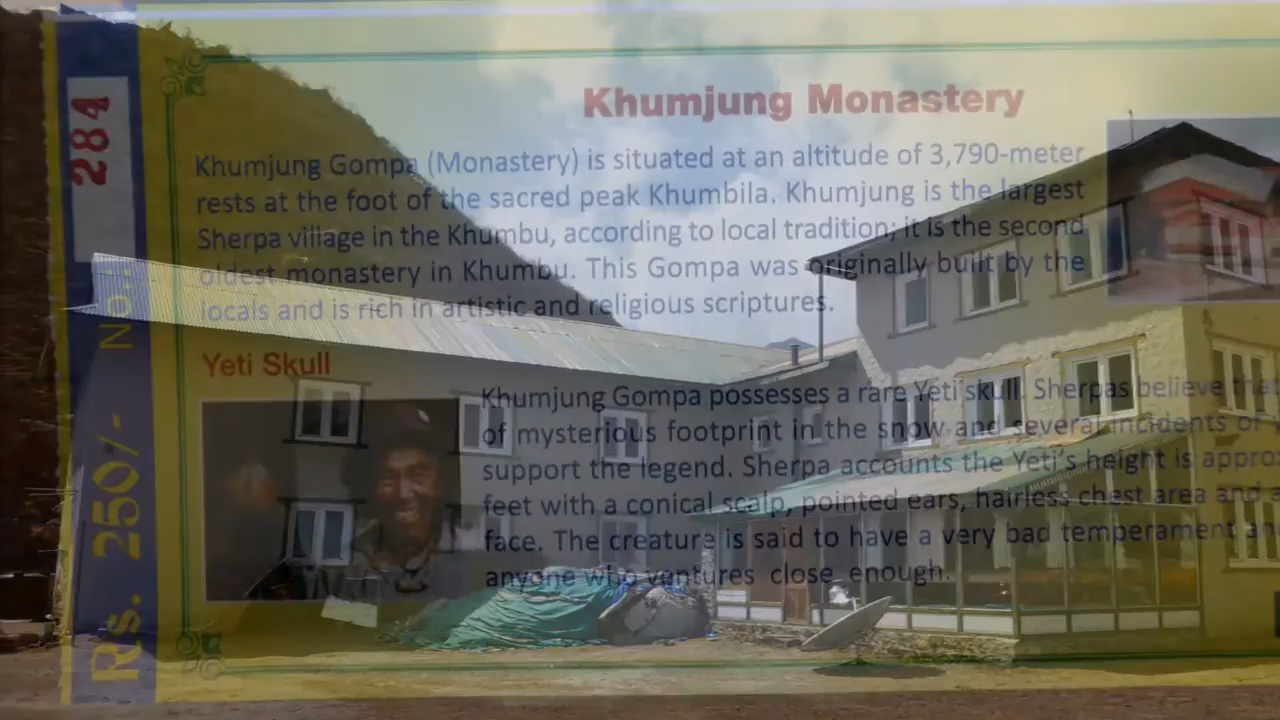 284
No.:
Rs. 250/-
Khumjung Monastery
Khumjung Gompa (Monastery) is situated at an altitude of 3,790-meter
rests at the foot of the sacred peak Khumbila. Khumjung is the largest
Sherpa village in the Khumbu, according to local tradition; it is the second
oldest monastery in Khumbu. This Gompa was originally built by the
locals and is rich in artistic and religious scriptures.
Yeti Skull
Khumjung Gompa possesses a rare Yeti skull. Sherpas believe that
of mysterious footprint in the snow and several incidents of
support the legend. Sherpa accounts the Yeti's height is
feet with a conical scalp, pointed ears, hairless chest area and
face. The creature is said to have a very bad temperament
anyone who ventures close enough.